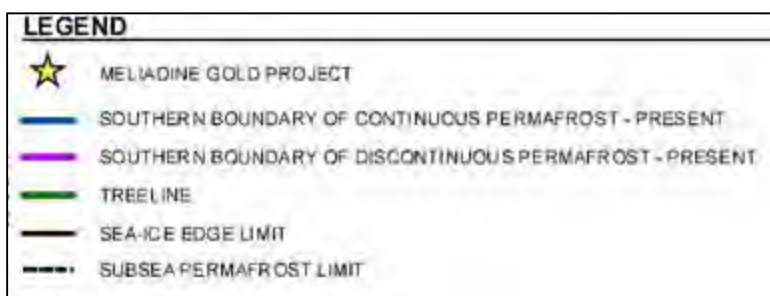 LEGEND
MELIADINE GOLD PROJECT
SOUTHERN BOUNDARY OF CONTINUOUS PERMAFROST - PRESENT
SOUTHERN BOUNDARY OF DISCONTINUOUS PERMAFROST - PRESENT
TREELINE
SEA-ICE EDGE LIMIT
SUBSEA PERMAFROST LIMIT